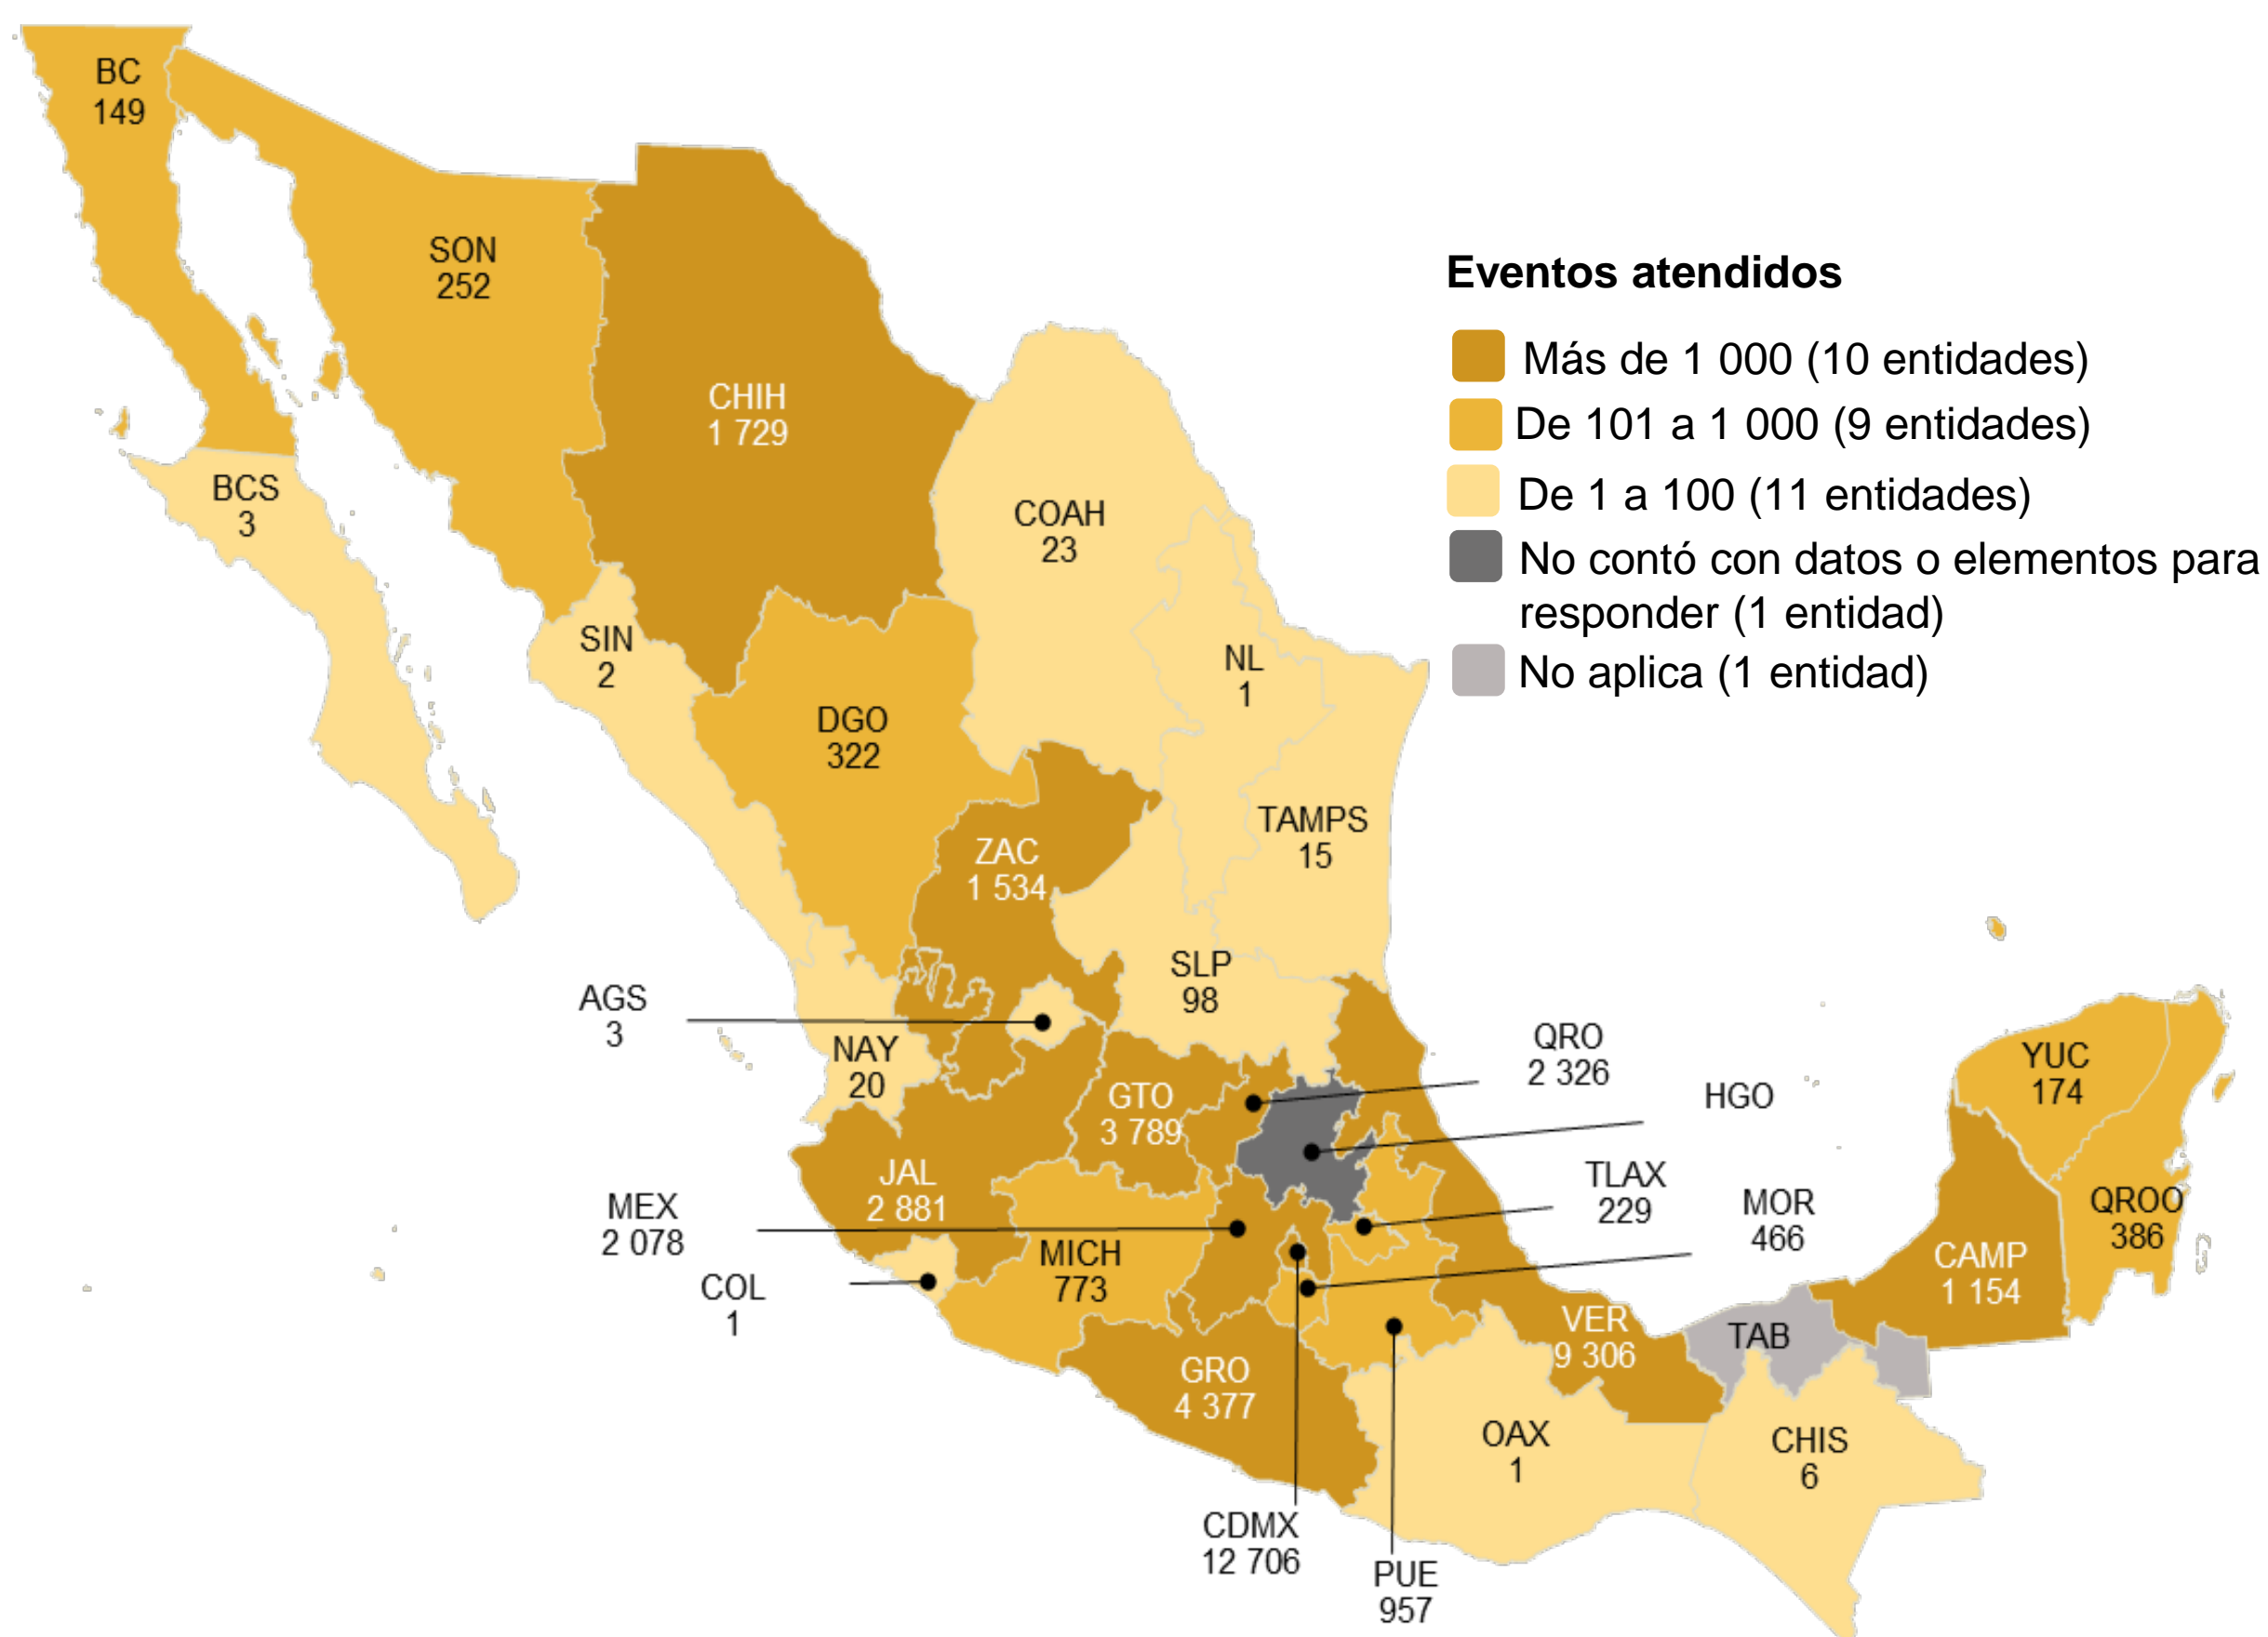 BC
149
SON
252
CHIH
1 729
Eventos atendidos
Más de 1 000 (10 entidades)
De 101 a 1 000 (9 entidades)
De 1 a 100 (11 entidades)
No contó con datos o elementos para
responder (1 entidad)
No aplica (1 entidad)
BCS
3
COAH
23
SIN
2
NL
1
DGO
322
TAMPS
15
ZAC
1 534
SLP
98
AGS
3
NAY
20
QRO
2 326
HGO
YUC
174
GTO
3 789
JAL
2 881
TLAX
229
MOR
466
QROO
386
MEX
2 078
MICH
773
CAMP
1 154
COL
1
VER
9 306
TAB
GRO
4 377
OAX
1
CHIS
6
CDMX
12 706
PUE
957